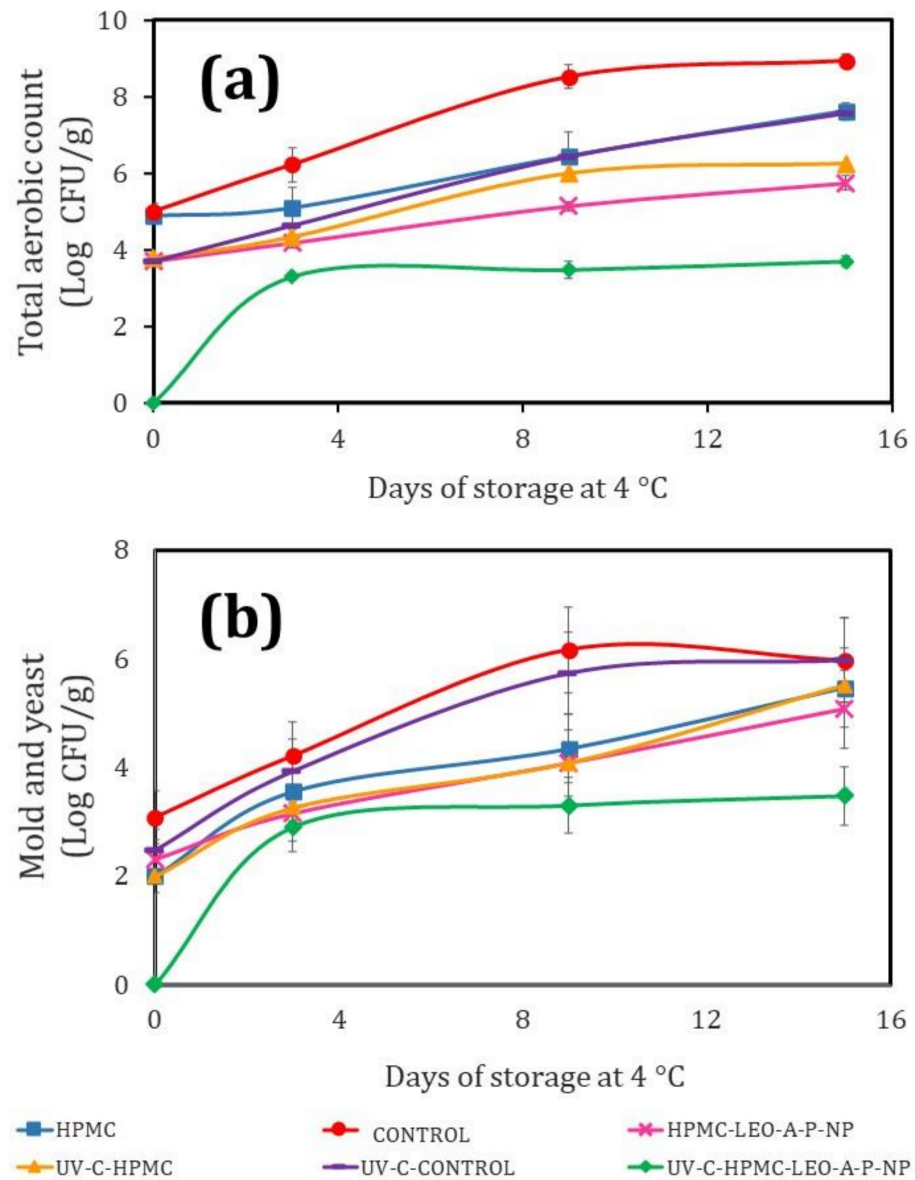 (a)
Total aerobic count
(Log CFU/g)
10
8
6
4
2
0
0 4 8 12 16
Days of storage at 4 °C
(b)
Mold and yeast
(Log CFU/g)
8
6
4
2
0
0 4 8 12 16
Days of storage at 4 °C
HPMC CONTROL HPMC-LEO-A-P-NP
UV-C-HPMC UV-C-CONTROL UV-C-HPMC-LEO-A-P-NP